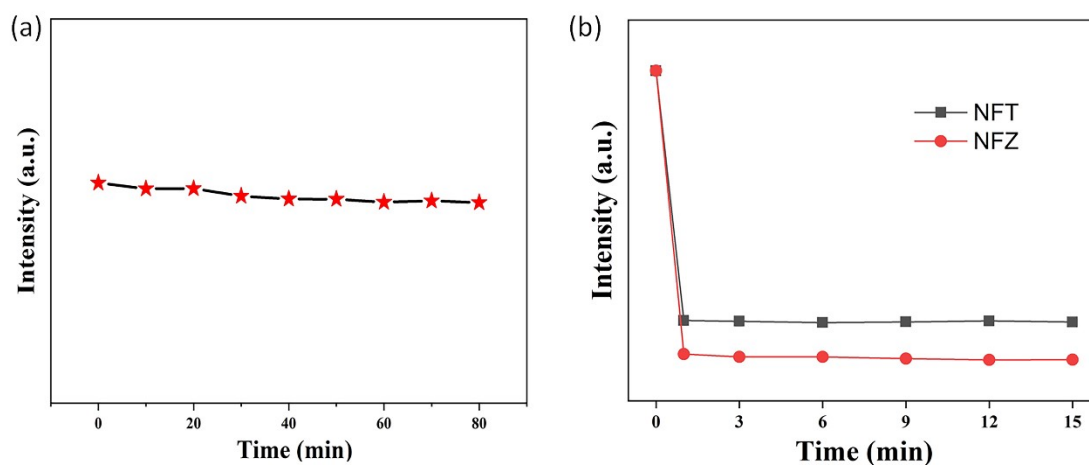 (a)
Intensity (a.u.)
0 20 40 60 80
Time (min)
(b)
Intensity (a.u.)
NFT
NFZ
0 3 6 9 12 15
Time (min)